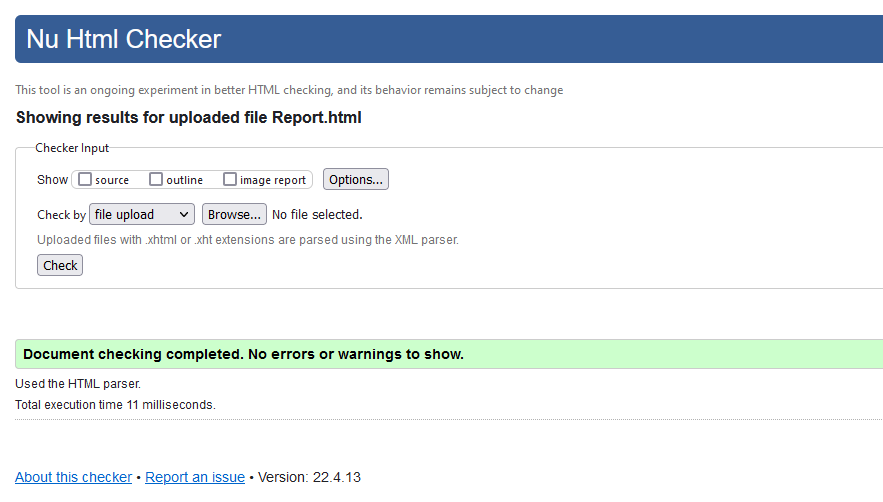 Nu Html Checker
This tool is an ongoing experiment in better HTML checking, and its behavior remains subject to change
Showing results for uploaded file Report.html
Checker Input
Show source outline image report Options...
Check by file upload Browse... No file selected.
Uploaded files with .xhtml or .xht extensions are parsed using the XML parser.
Check
Document checking completed. No errors or warnings to show.
Used the HTML parser.
Total execution time 11 milliseconds.
About this checker • Report an issue • Version: 22.4.13